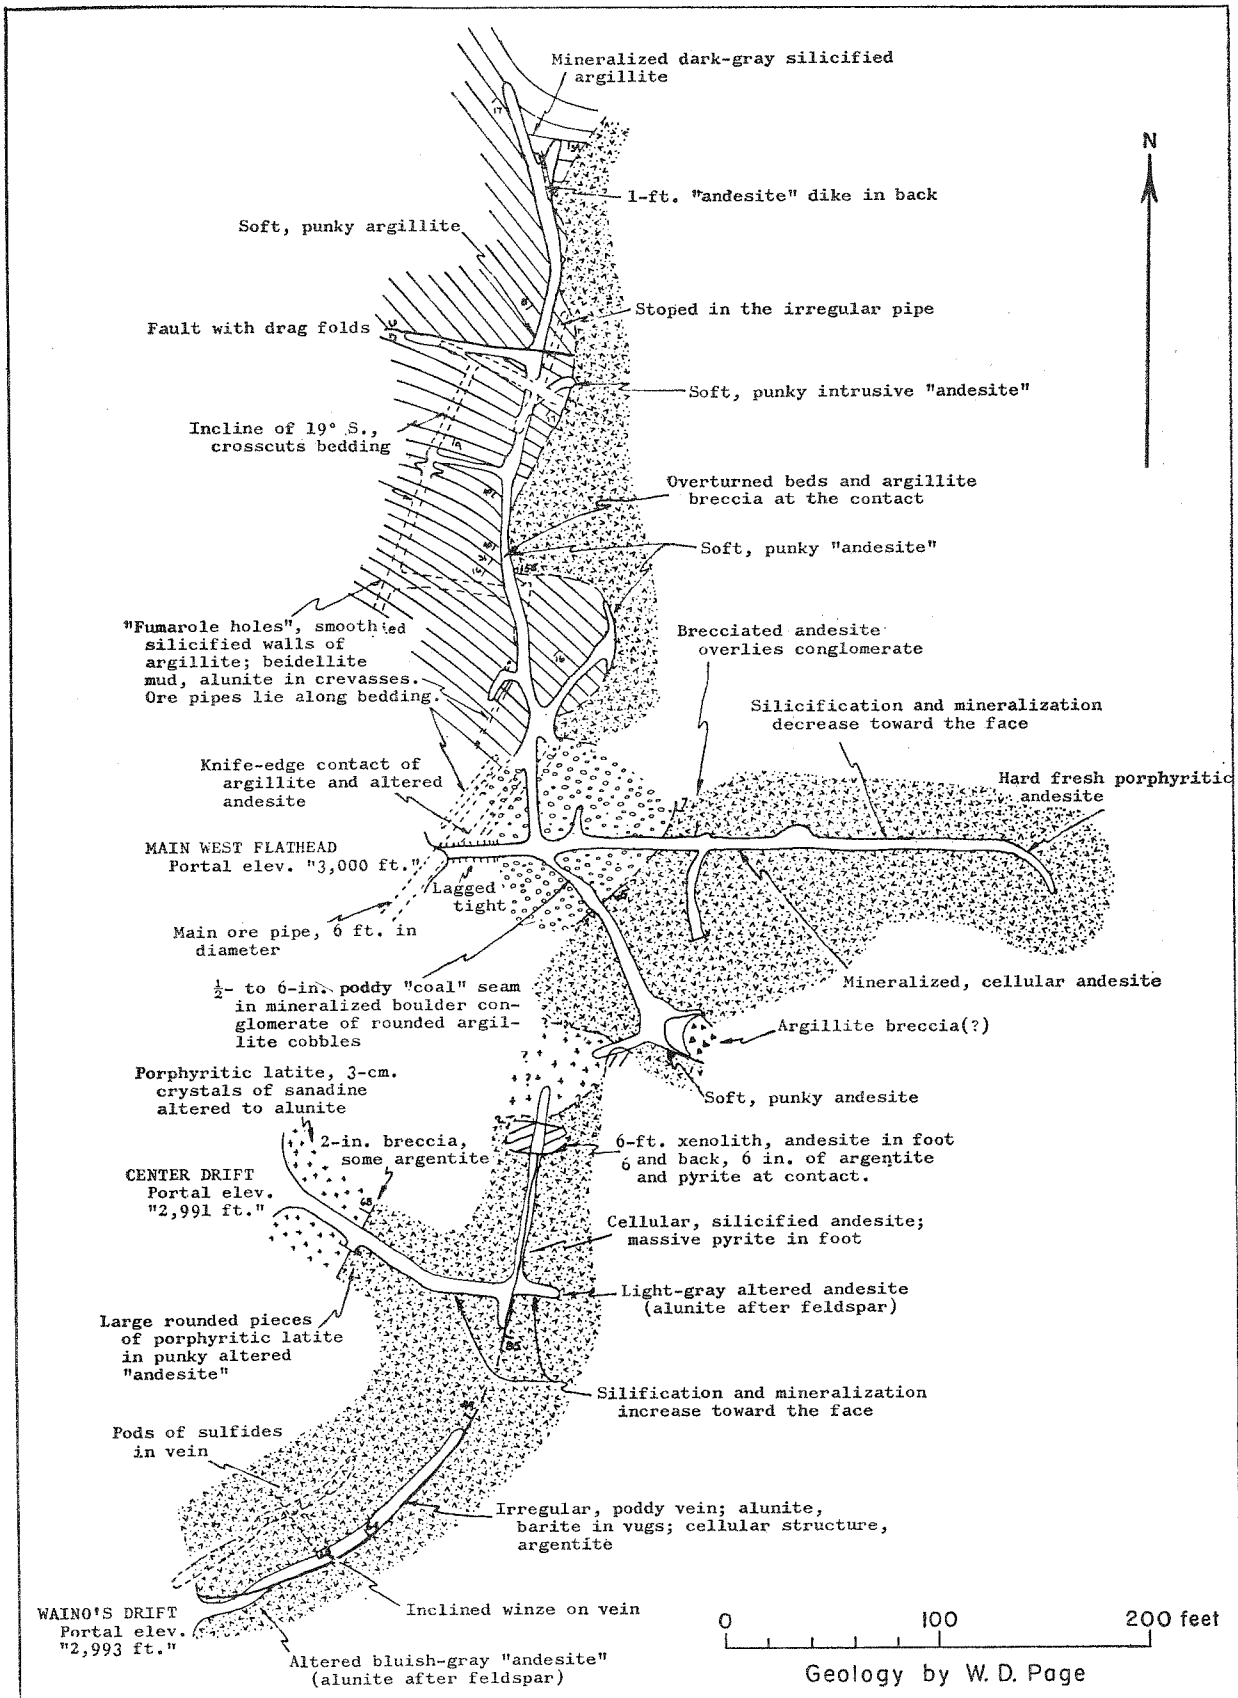 Mineralized dark-gray silicified
argillite
N
1-ft. "andesite" dike in back
Soft, punky argillite
Stoped in the irregular pipe
Fault with drag folds
Soft, punky intrusive "andesite"
Incline of 19° S.,
crosscuts bedding
Overturned beds and argillite
breccia at the contact
Soft, punky "andesite"
"Fumarole holes", smooth
silicified walls of
argillite; beidellite
mud, alunite in crevasses.
Ore pipes lie along bedding.
Brecciated andesite
overlies conglomerate
Silicification and mineralization
decrease toward the face
Knife-edge contact of
argillite and altered
andesite
Hard fresh porphyritic
andesite
MAIN WEST FLATHEAD
Portal elev. "3,000 ft."
Lagged
tight
Main ore pipe, 6 ft. in
diameter
½- to 6-in. poddy "coal" seam
in mineralized boulder con-
glomerate of rounded argil-
lite cobbles
Mineralized, cellular andesite
Argillite breccia(?)
Porphyritic latite, 3-cm.
crystals of sanadine
altered to alunite
Soft, punky andesite
2-in. breccia,
some argentite
6-ft. xenolith, andesite in foot
and back, 6 in. of argentite
and pyrite at contact.
CENTER DRIFT
Portal elev.
"2,991 ft."
Cellular, silicified andesite;
massive pyrite in foot
Light-gray altered andesite
(alunite after feldspar)
Large rounded pieces
of porphyritic latite
in punky altered
"andesite"
Silification and mineralization
increase toward the face
Pods of sulfides
in vein
Irregular, poddy vein; alunite,
barite in vugs; cellular structure,
argentite
Inclined winze on vein
WAINO'S DRIFT
Portal elev.
"2,993 ft."
Altered bluish-gray "andesite"
(alunite after feldspar)
0 100 200 feet
Geology by W. D. Page